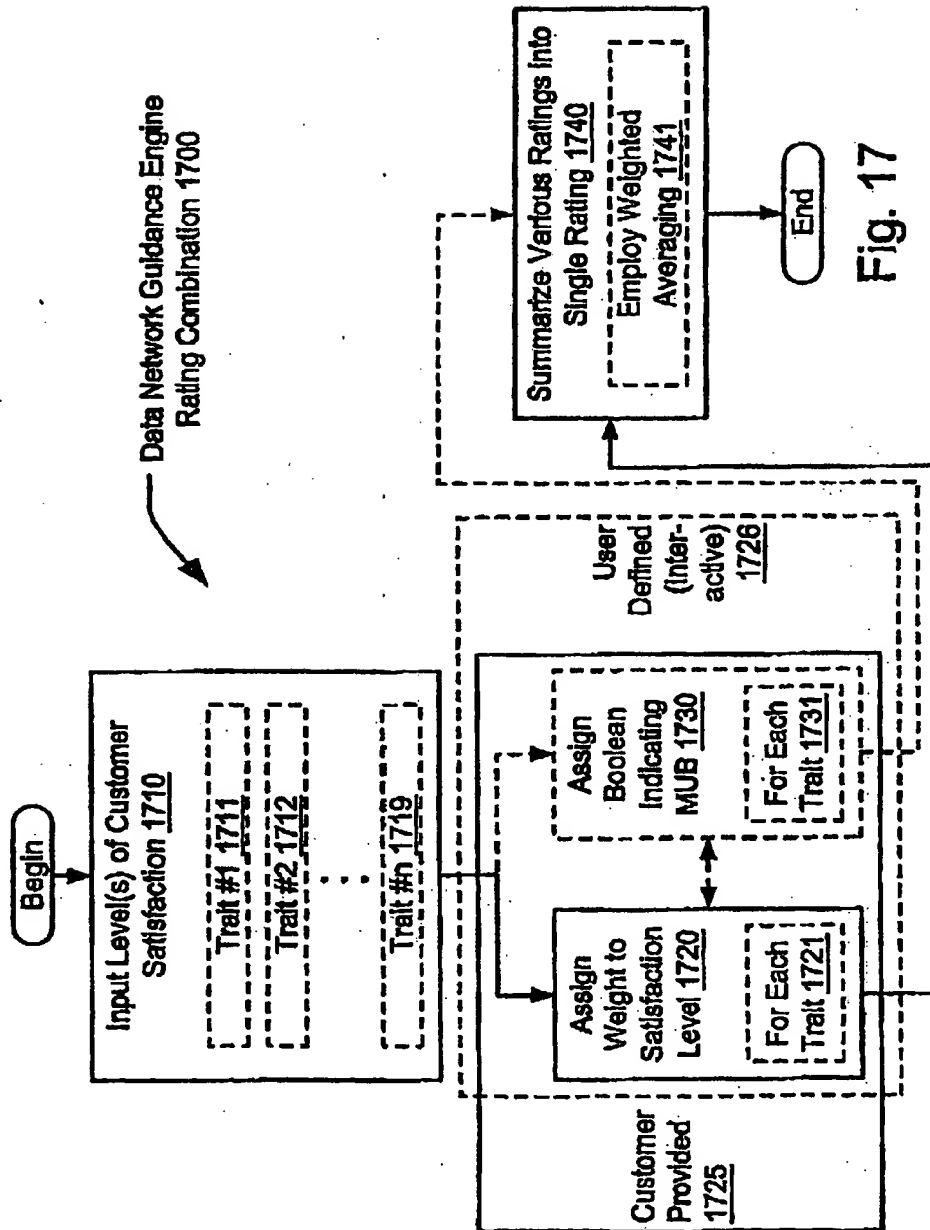 Data Network Guidance Engine
Rating Combination 1700
Begin
Input Level(s) of Customer
Satisfaction 1710
Trait #1 1711
Trait #2 1712
Trait #n 1719
Customer
Provided
1725
Assign
Weight to
Satisfaction
Level 1720
For Each
Trait 1721
Assign
Boolean
Indicating
MUB 1730
For Each
Trait 1731
User
Defined
(Inter-
active)
1726
Summarize Various Ratings Into
Single Rating 1740
Employ Weighted
Averaging 1741
End
Fig. 17